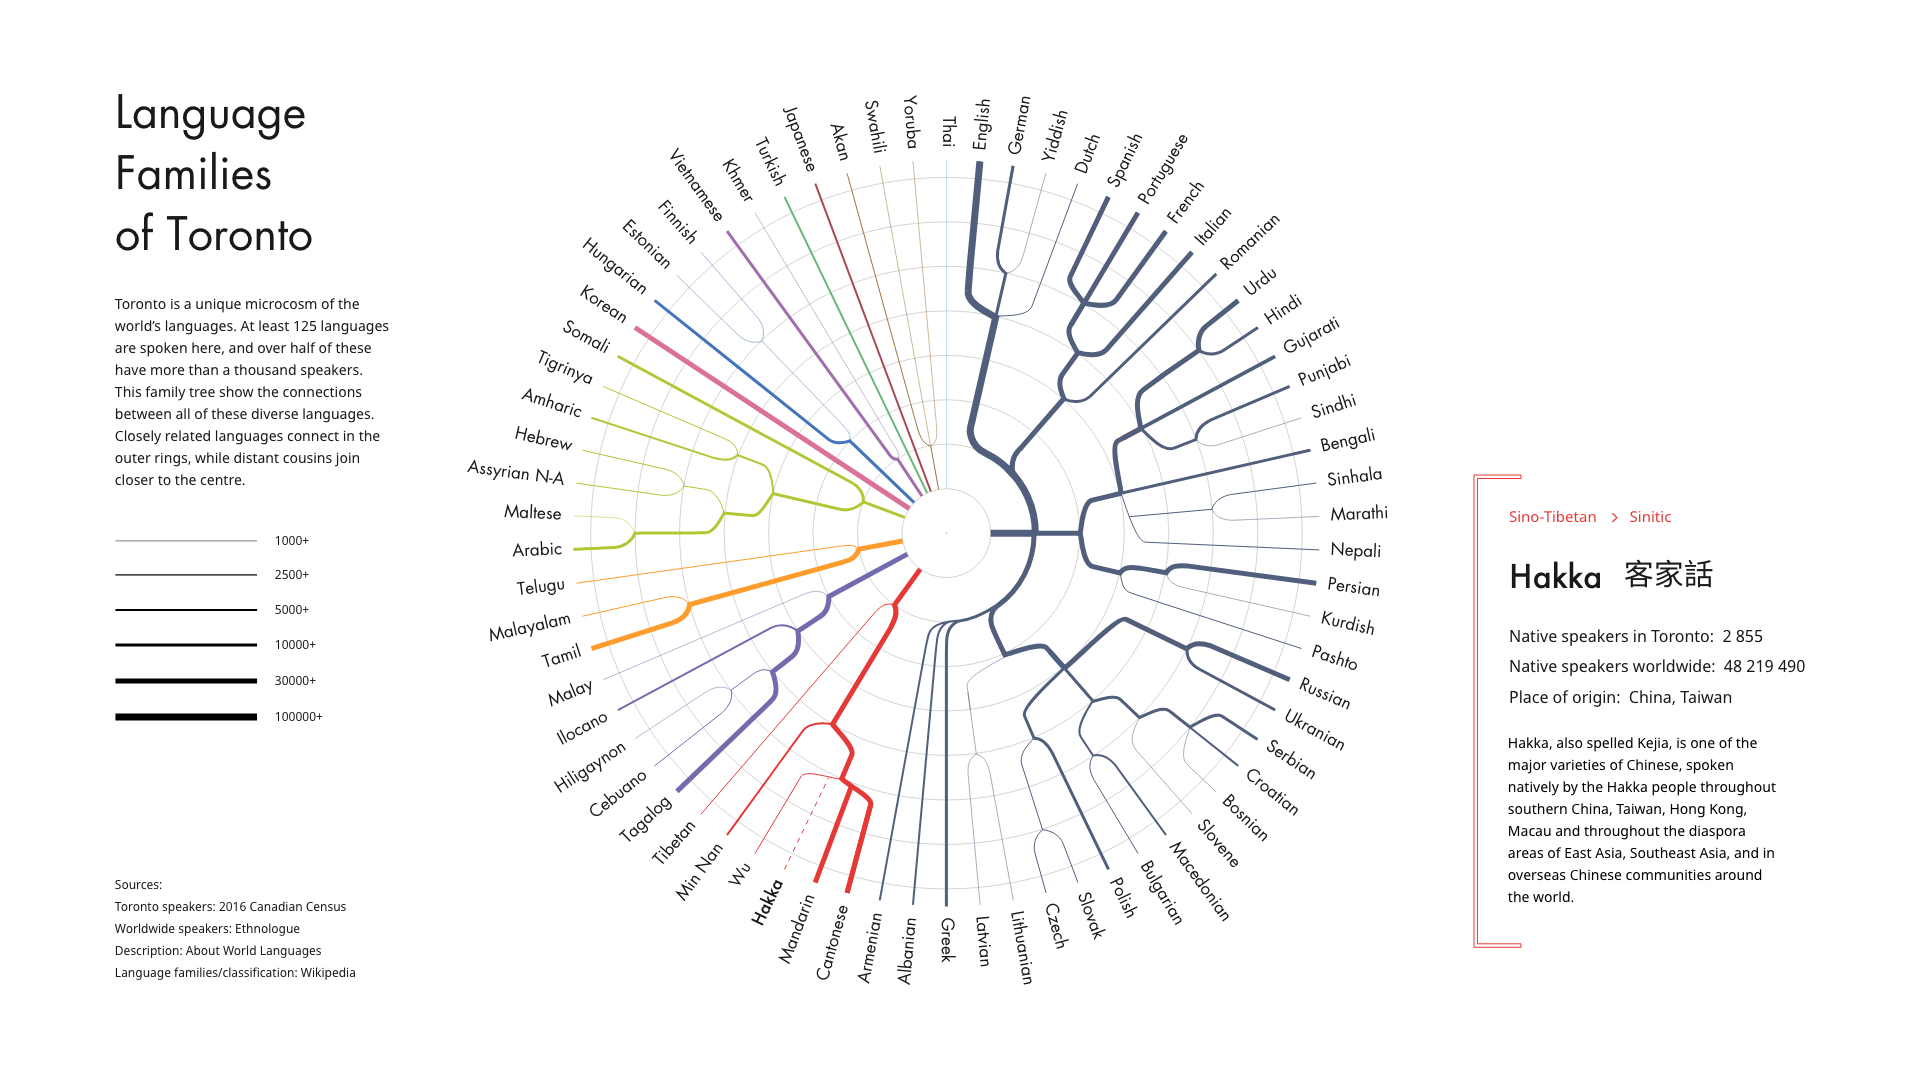 Language
Families
of Toronto
Toronto is a unique microcosm of the
world’s languages. At least 125 languages
are spoken here, and over half of these
have more than a thousand speakers.
This family tree show the connections
between all of these diverse languages.
Closely related languages connect in the
outer rings, while distant cousins join
closer to the centre.
1000+
2500+
5000+
10000+
30000+
100000+
Sources:
Toronto speakers: 2016 Canadian Census
Worldwide speakers: Ethnologue
Description: About World Languages
Language families/classification: Wikipedia
Thai
English
German
Yiddish
Dutch
Spanish
Portuguese
French
Italian
Romanian
Urdu
Hindi
Gujarati
Punjabi
Sindhi
Bengali
Sinhala
Marathi
Nepali
Persian
Kurdish
Pashto
Russian
Ukranian
Serbian
Croatian
Bosnian
Slovene
Macedonian
Bulgarian
Polish
Slovak
Czech
Lithuanian
Latvian
Greek
Albanian
Armenian
Cantonese
Mandarin
Hakka
Wu
Min Nan
Tibetan
Tagalog
Cebuano
Hiligaynon
Ilocano
Malay
Tamil
Malayalam
Telugu
Arabic
Maltese
Assyrian N-A
Hebrew
Amharic
Tigrinya
Somali
Korean
Hungarian
Estonian
Finnish
Vietnamese
Khmer
Turkish
Japanese
Akan
Swahili
Yoruba
Sino-Tibetan > Sinitic
Hakka 客家話
Native speakers in Toronto: 2 855
Native speakers worldwide: 48 219 490
Place of origin: China, Taiwan
Hakka, also spelled Kejia, is one of the
major varieties of Chinese, spoken
natively by the Hakka people throughout
southern China, Taiwan, Hong Kong,
Macau and throughout the diaspora
areas of East Asia, Southeast Asia, and in
overseas Chinese communities around
the world.